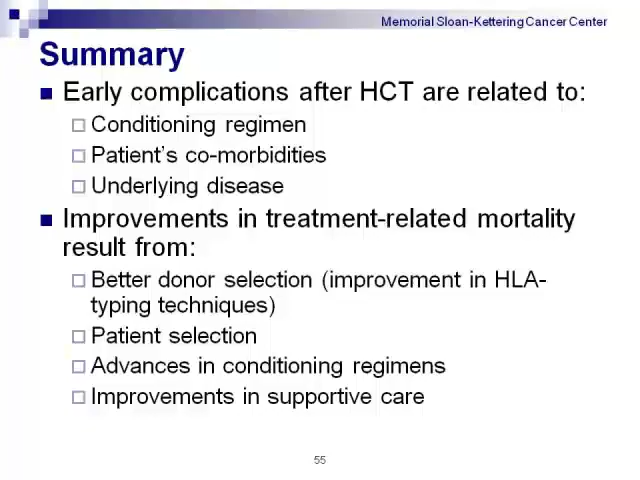 Memorial Sloan-Kettering Cancer Center
Summary
Early complications after HCT are related to:
Conditioning regimen
Patient's co-morbidities
Underlying disease
Improvements in treatment-related mortality
result from:
Better donor selection (improvement in HLA-
typing techniques)
Patient selection
Advances in conditioning regimens
Improvements in supportive care
55